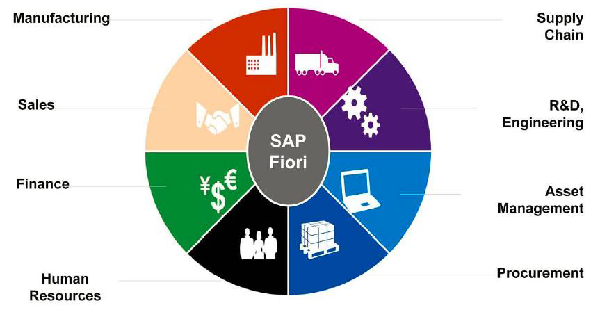 Manufacturing
Supply
Chain
Sales
R&D,
Engineering
SAP
Fiori
Finance
¥$€
Asset
Management
Human
Resources
Procurement